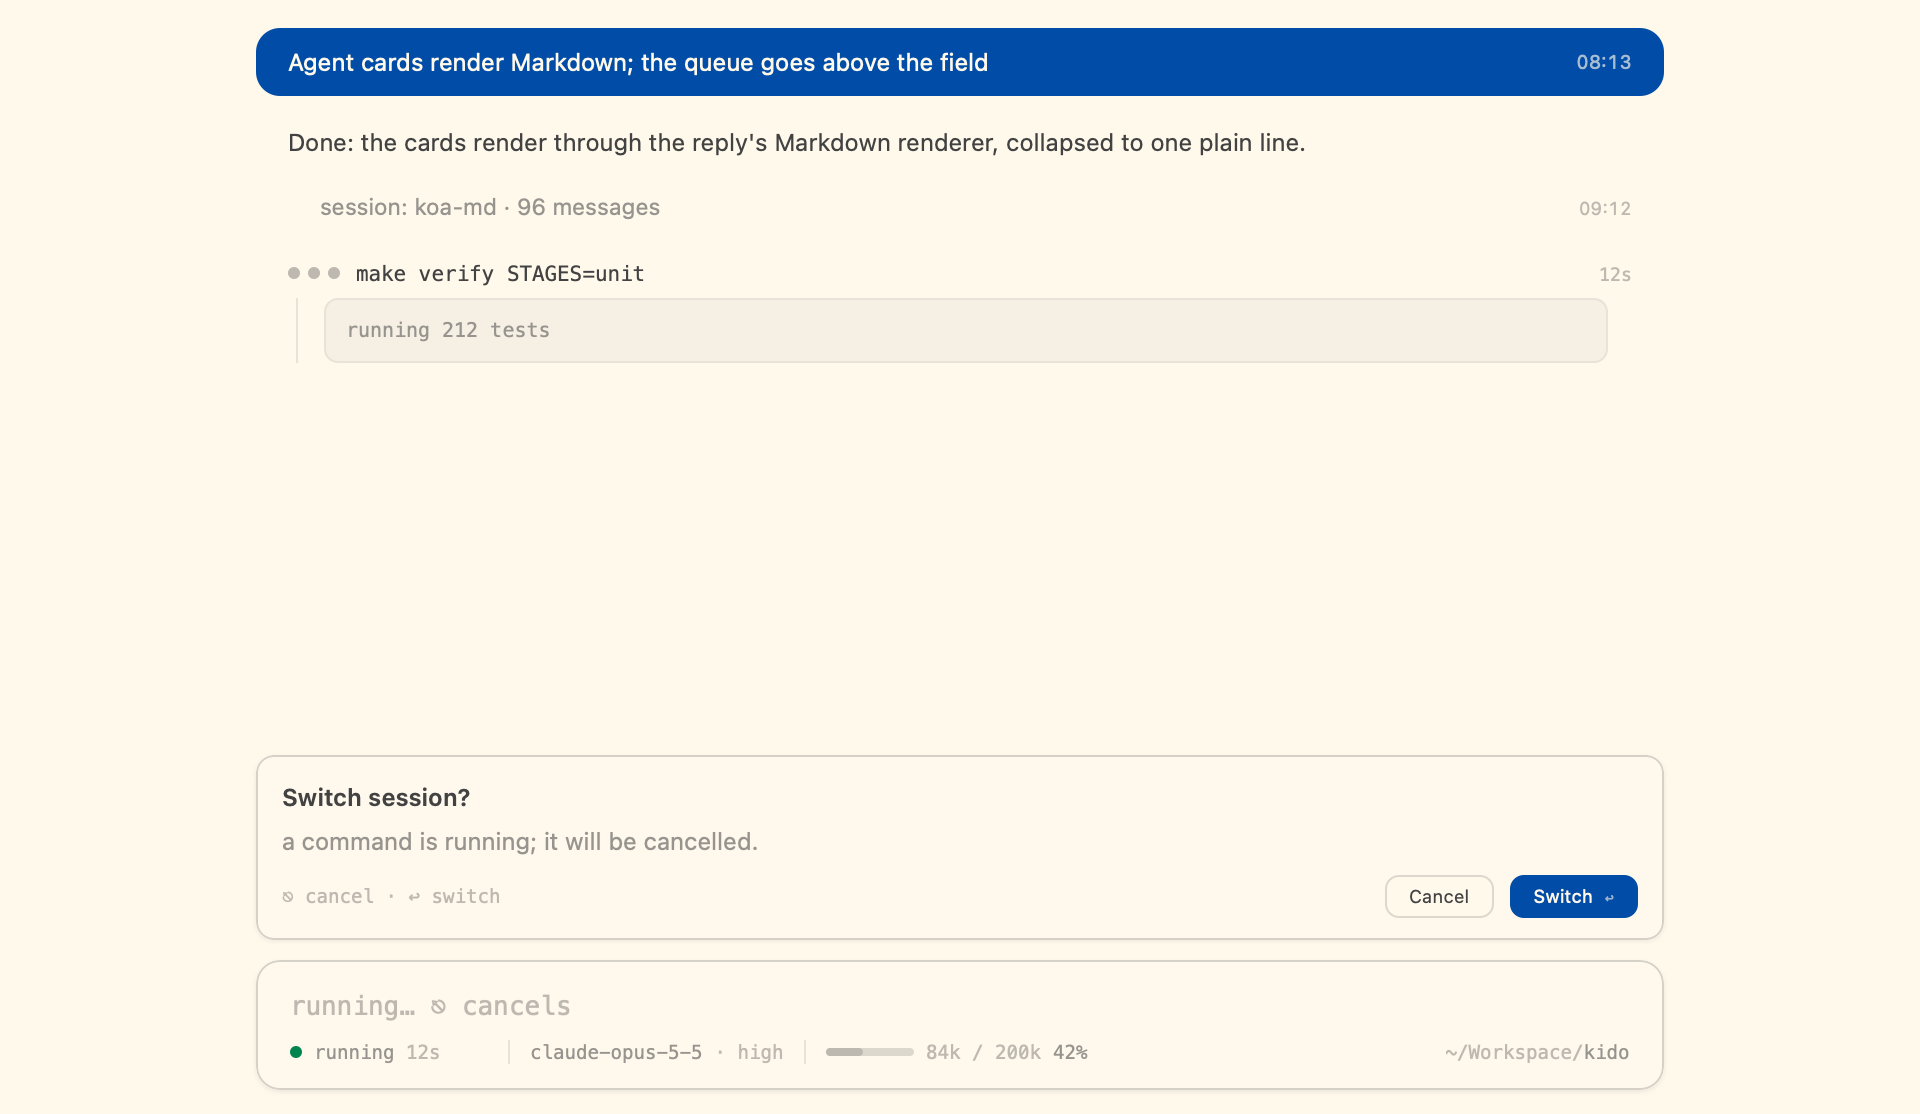 Agent cards render Markdown; the queue goes above the field 08:13
Done: the cards render through the reply's Markdown renderer, collapsed to one plain line.
session: koa-md · 96 messages 09:12
make verify STAGES=unit 12s
running 212 tests
Switch session?
a command is running; it will be cancelled.
⎋ cancel · ↩ switch
Cancel Switch ↩
running… ⎋ cancels
running 12s claude-opus-5-5 · high 84k / 200k 42% ~/Workspace/kido